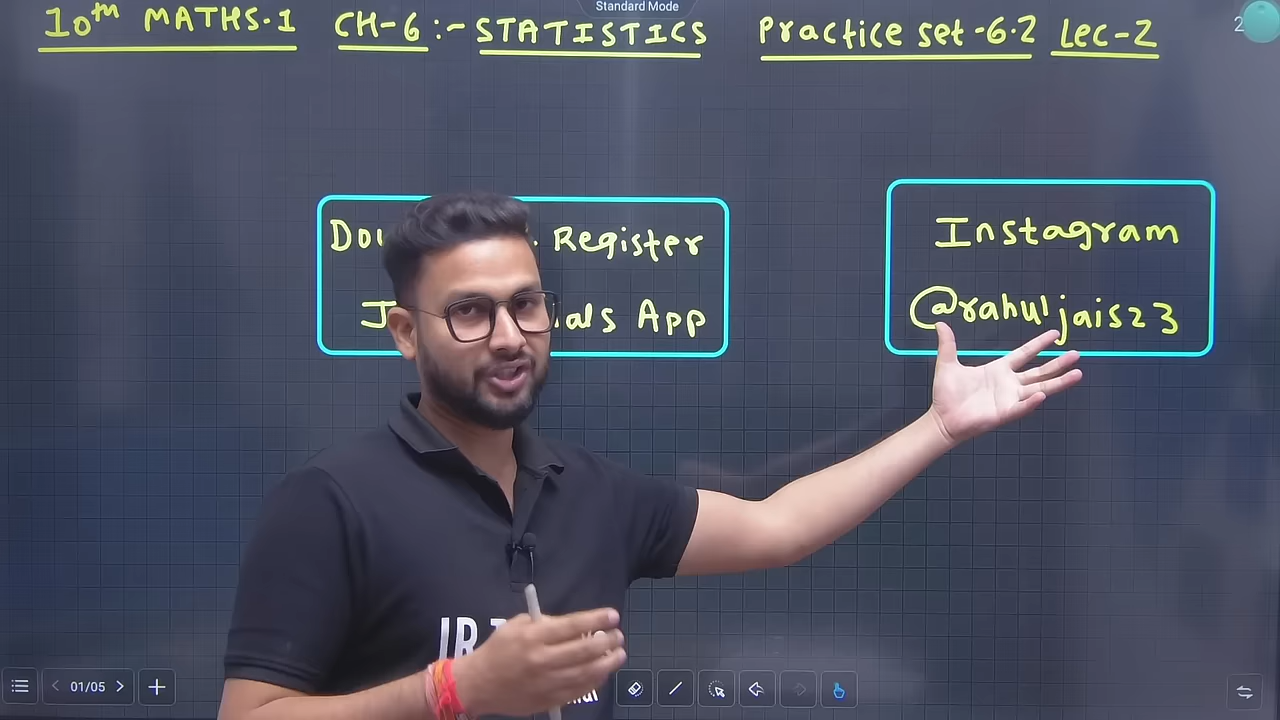 Standard Mode
10th MATHS.1 CH-6 :- STATISTICS Practice set-6.2 Lec-2
2
Register
App
Instagram
@rahuljais23
01/05